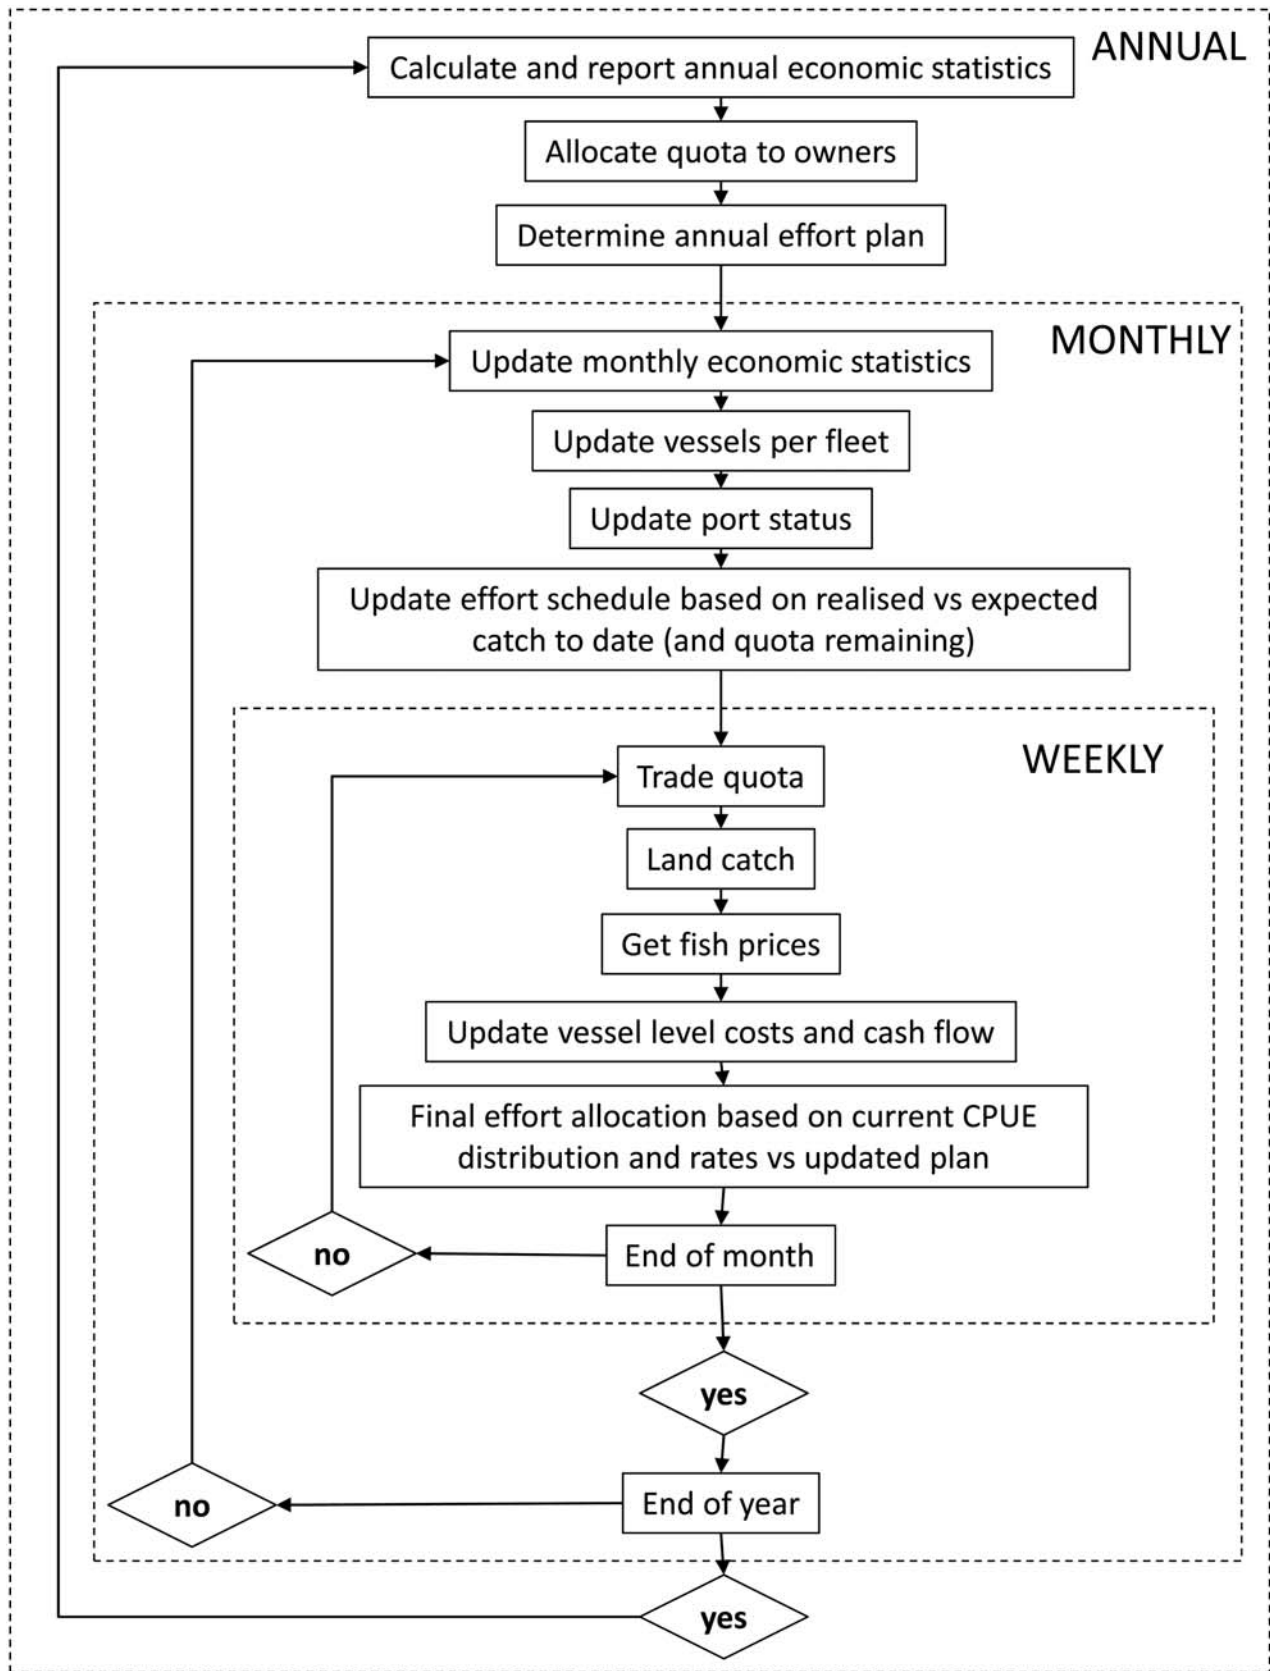 ANNUAL
Calculate and report annual economic statistics
Allocate quota to owners
Determine annual effort plan
MONTHLY
Update monthly economic statistics
Update vessels per fleet
Update port status
Update effort schedule based on realised vs expected
catch to date (and quota remaining)
WEEKLY
Trade quota
Land catch
Get fish prices
Update vessel level costs and cash flow
Final effort allocation based on current CPUE
distribution and rates vs updated plan
no
End of month
yes
no
End of year
yes